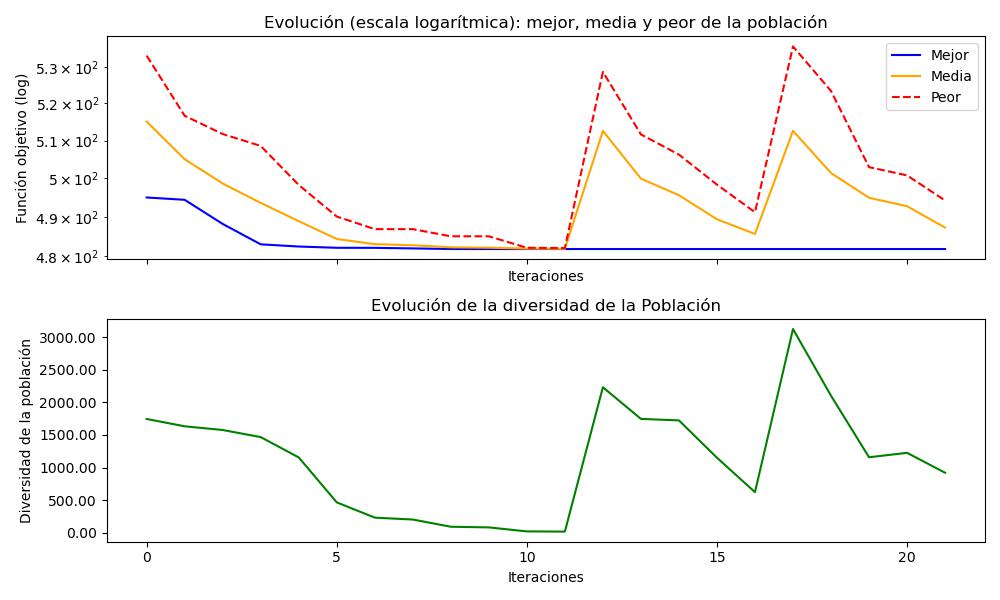 Evolución (escala logarítmica): mejor, media y peor de la población
Función objetivo (log)
5.3 × 10²
5.2 × 10²
5.1 × 10²
5 × 10²
4.9 × 10²
4.8 × 10²
Mejor
Media
Peor
Iteraciones
Evolución de la diversidad de la Población
Diversidad de la población
3000.00
2500.00
2000.00
1500.00
1000.00
500.00
0.00
0 5 10 15 20
Iteraciones